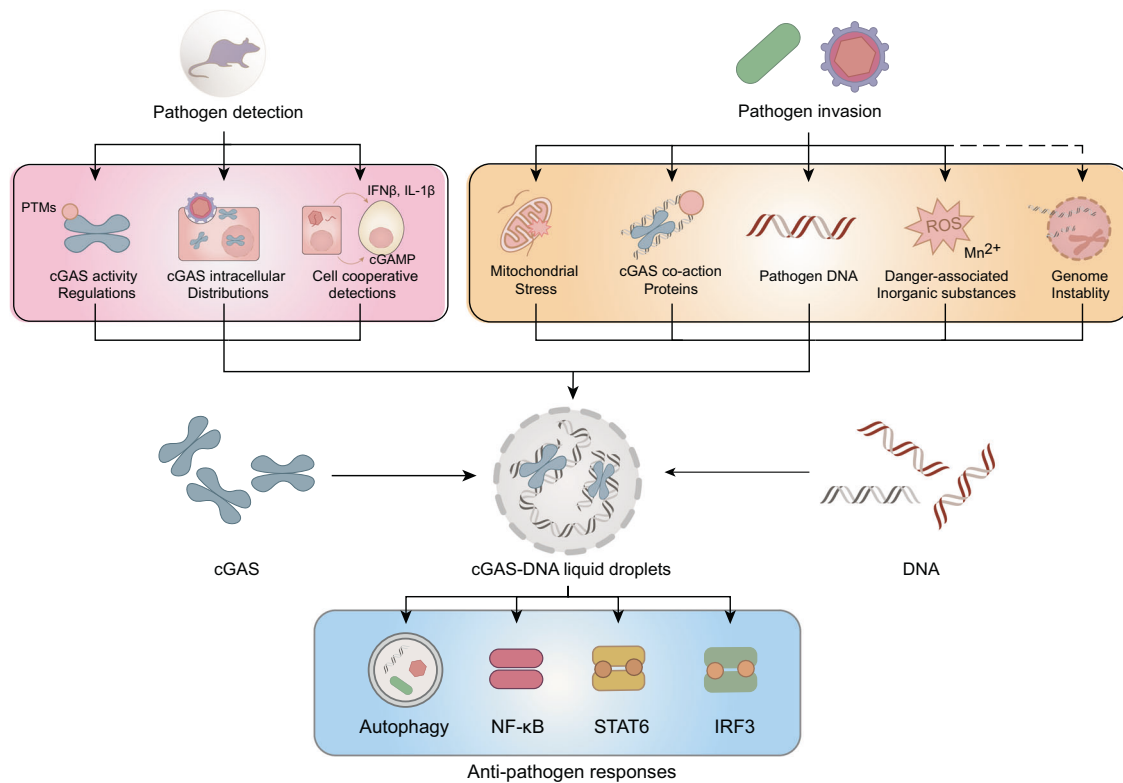 Pathogen detection
Pathogen invasion
PTMs
IFNβ, IL-1β
cGAMP
cGAS activity
Regulations
cGAS intracellular
Distributions
Cell cooperative
detections
ROS
Mn2+
Mitochondrial
Stress
cGAS co-action
Proteins
Pathogen DNA
Danger-associated
Inorganic substances
Genome
Instablity
cGAS
cGAS-DNA liquid droplets
DNA
Autophagy
NF-κB
STAT6
IRF3
Anti-pathogen responses